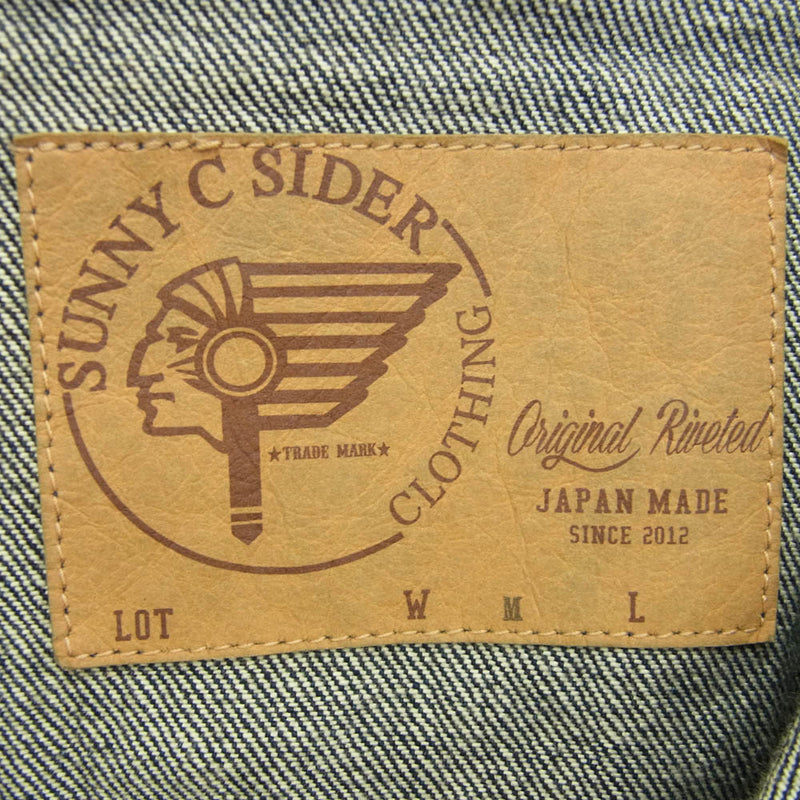 SUNNY C SIDER
CLOTHING
★TRADE MARK★
Original Riveted
JAPAN MADE
SINCE 2012
LOT W M L